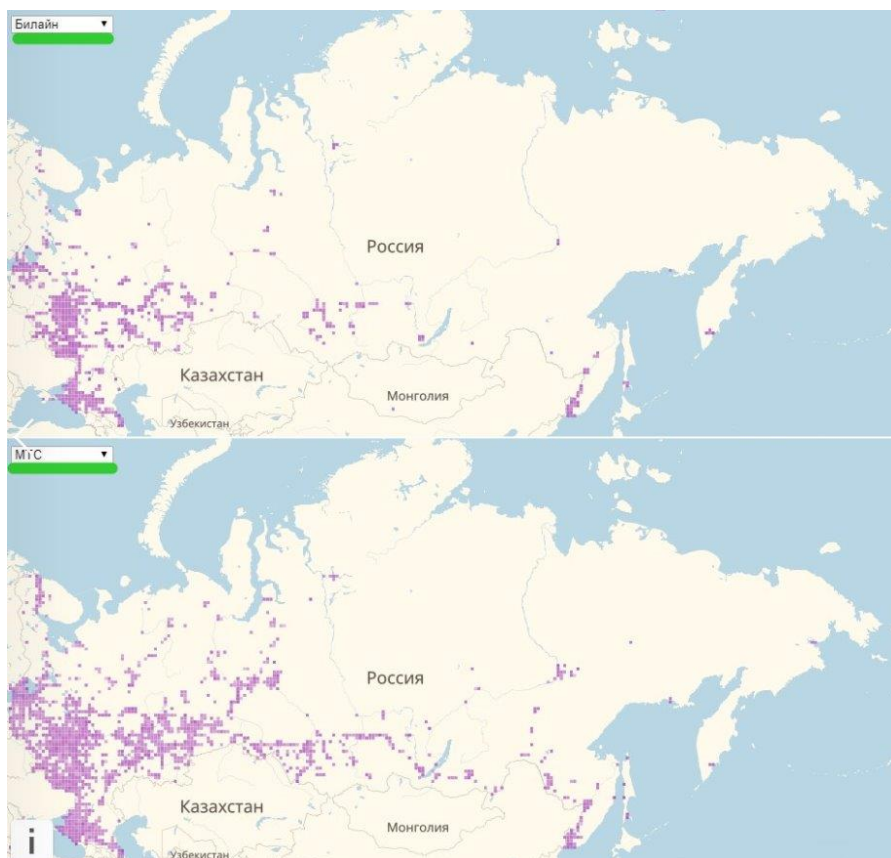 Билайн
Россия
Казахстан
Монголия
Узбекистан
МТС
Россия
Казахстан
Монголия
Узбекистан
i